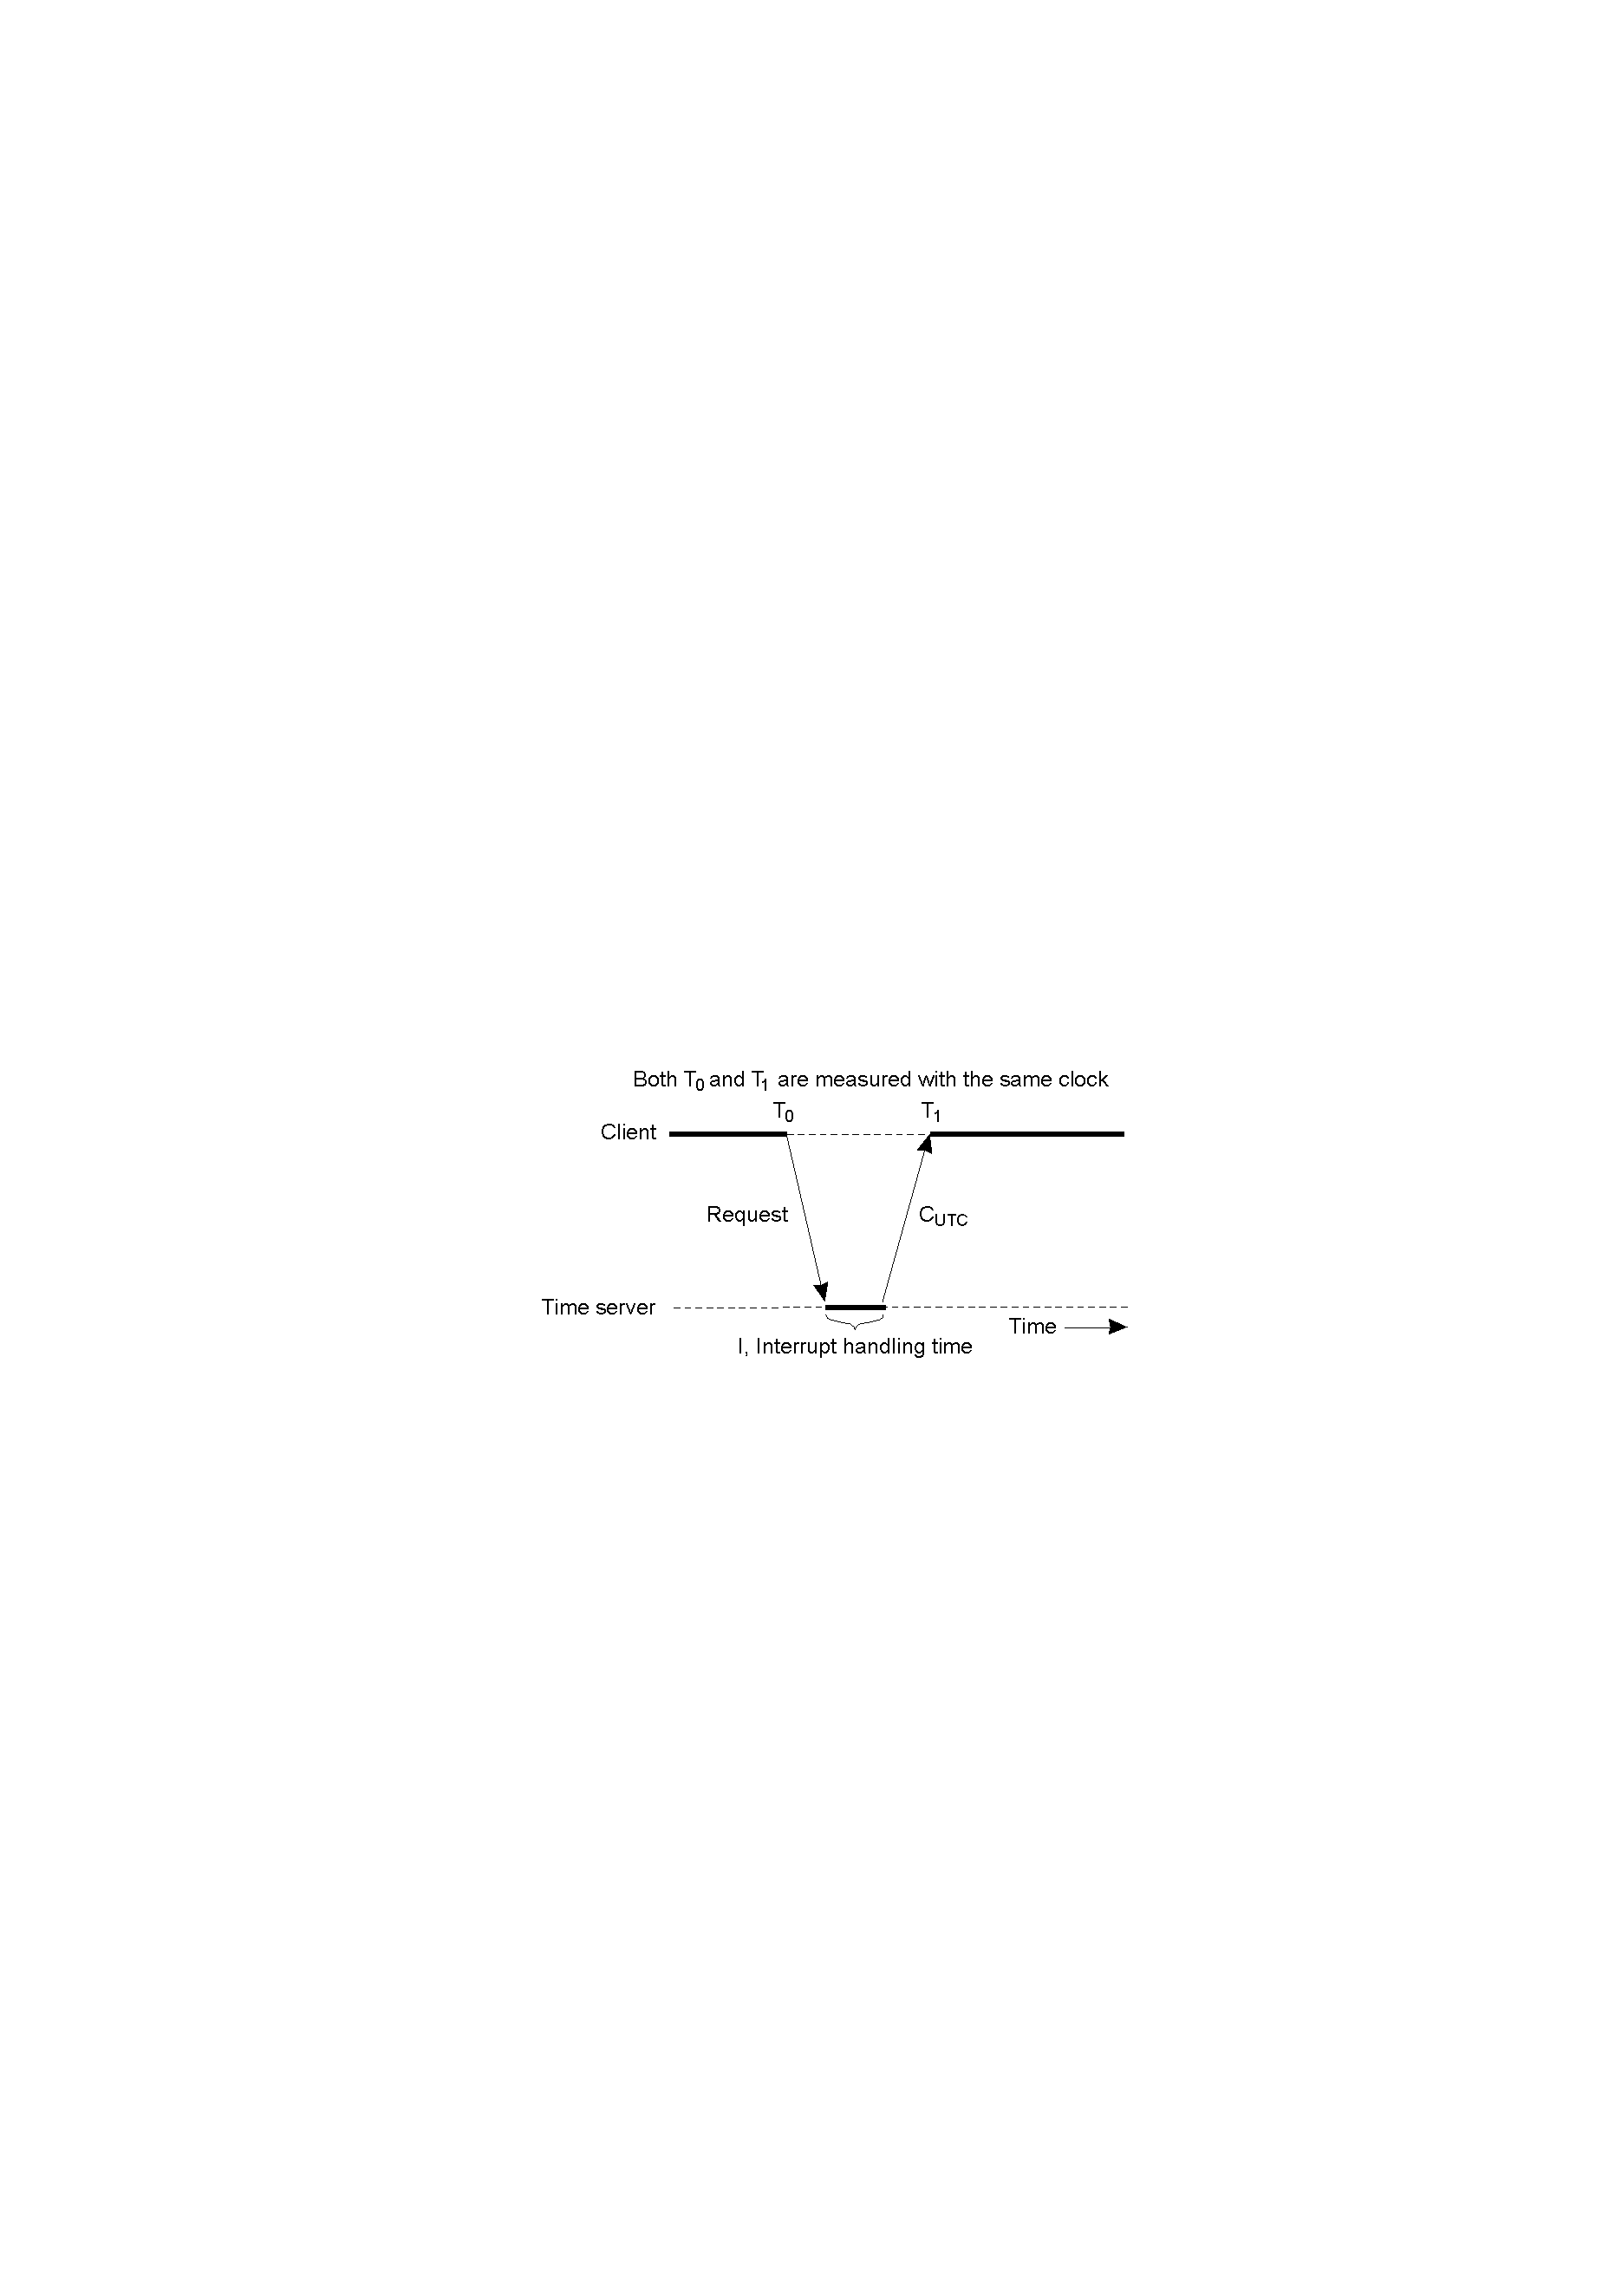 Both T0 and T1 are measured with the same clock
T0 T1
Client
Request CUTC
Time server
Time
I, Interrupt handling time